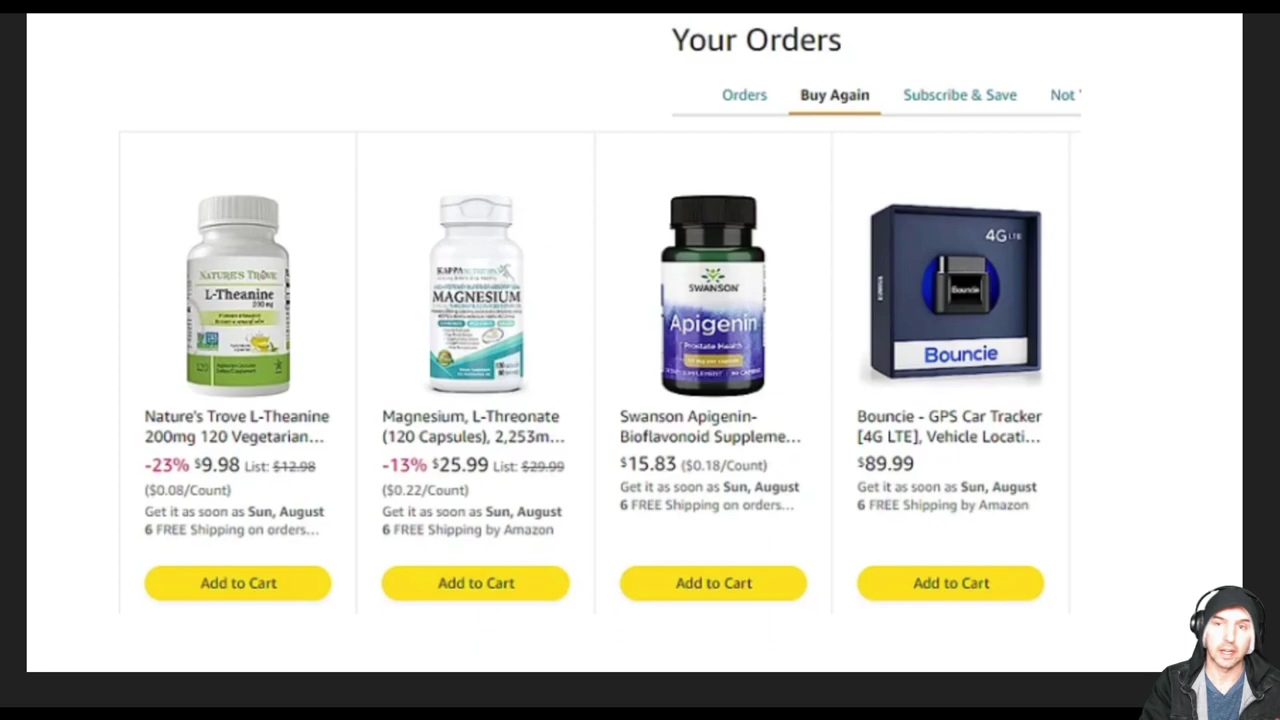 Your Orders
Orders Buy Again Subscribe & Save Not
NATURE'S TROVE
L-Theanine
200 mg
MAGNESIUM
SWANSON
Apigenin
Prostate Health
4G LTE
Bouncie
Bouncie
Nature's Trove L-Theanine
200mg 120 Vegetarian...
-23% $9.98 List: $12.98
($0.08/Count)
Get it as soon as Sun, August
6 FREE Shipping on orders...
Add to Cart
Magnesium, L-Threonate
(120 Capsules), 2,253m...
-13% $25.99 List: $29.99
($0.22/Count)
Get it as soon as Sun, August
6 FREE Shipping by Amazon
Add to Cart
Swanson Apigenin-
Bioflavonoid Suppleme...
$15.83 ($0.18/Count)
Get it as soon as Sun, August
6 FREE Shipping on orders...
Add to Cart
Bouncie - GPS Car Tracker
[4G LTE], Vehicle Locati...
$89.99
Get it as soon as Sun, August
6 FREE Shipping by Amazon
Add to Cart